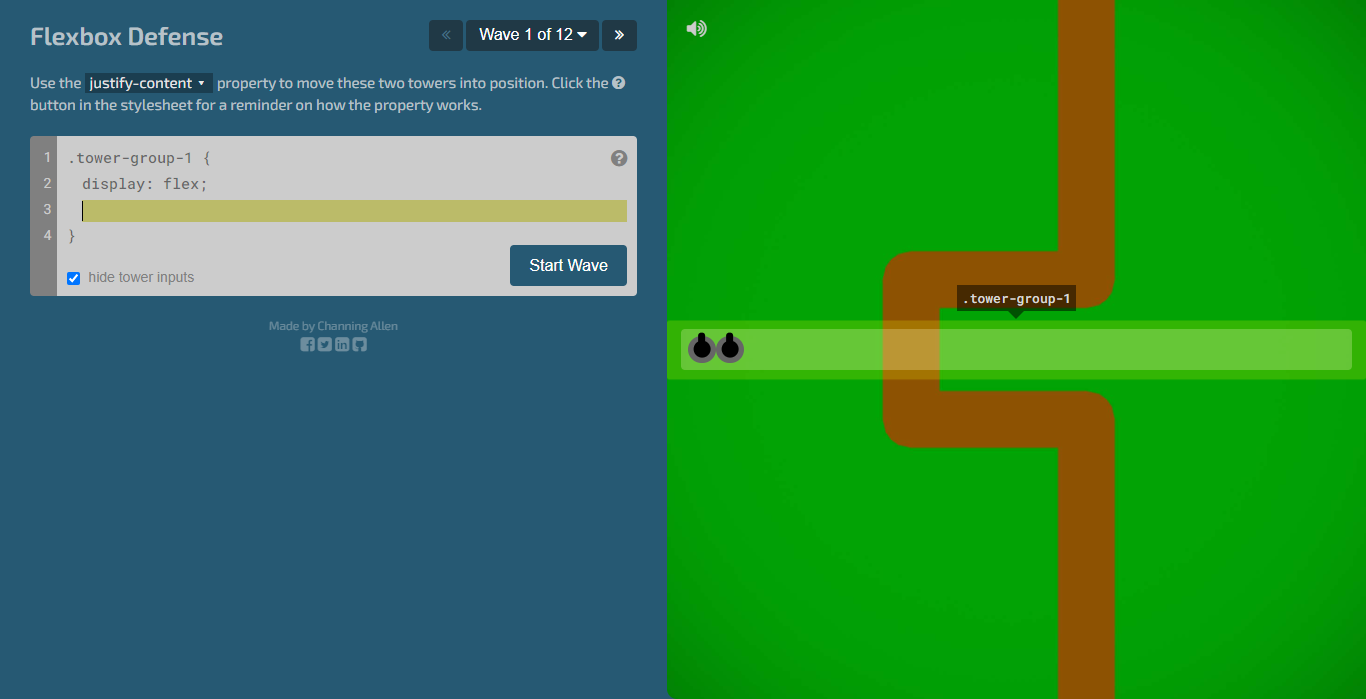 Flexbox Defense
« Wave 1 of 12 »
Use the justify-content property to move these two towers into position. Click the ?
button in the stylesheet for a reminder on how the property works.
1 .tower-group-1 { ?
2 display: flex;
3
4 }
hide tower inputs Start Wave
Made by Channing Allen
.tower-group-1